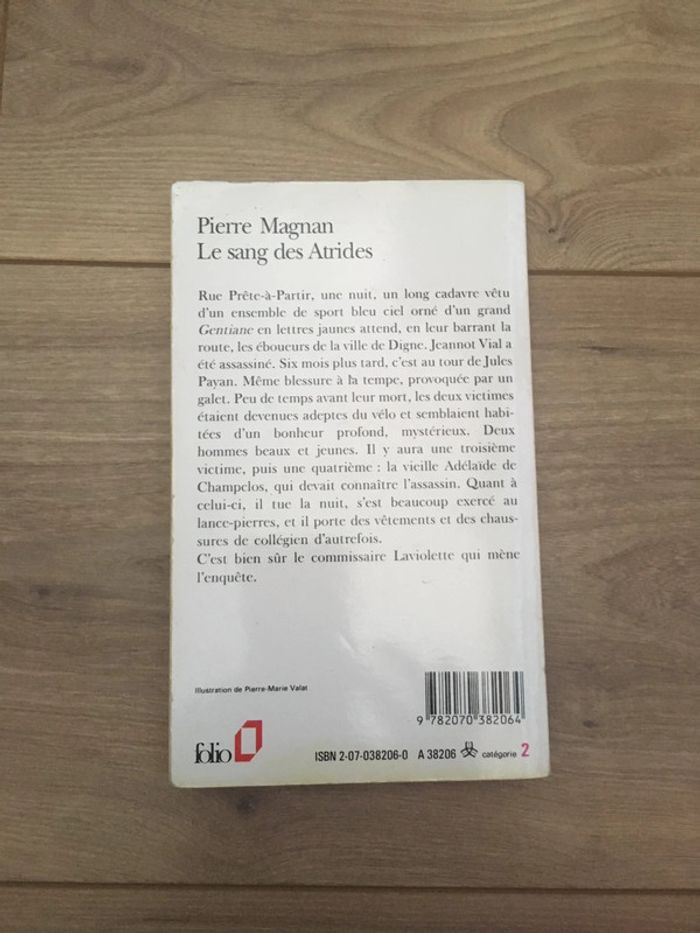 Pierre Magnan
Le sang des Atrides
Rue Prête-à-Partir, une nuit, un long cadavre vêtu
d'un ensemble de sport bleu ciel orné d'un grand
Gentiane en lettres jaunes attend, en leur barrant la
route, les éboueurs de la ville de Digne. Jeannot Vial a
été assassiné. Six mois plus tard, c'est au tour de Jules
Payan. Même blessure à la tempe, provoquée par un
galet. Peu de temps avant leur mort, les deux victimes
étaient devenues adeptes du vélo et semblaient habi-
tées d'un bonheur profond, mystérieux. Deux
hommes beaux et jeunes. Il y aura une troisième
victime, puis une quatrième : la vieille Adélaïde de
Champclos, qui devait connaître l'assassin. Quant à
celui-ci, il tue la nuit, s'est beaucoup exercé au
lance-pierres, et il porte des vêtements et des chaus-
sures de collégien d'autrefois.
C'est bien sûr le commissaire Laviolette qui mène
l'enquête.
Illustration de Pierre-Marie Valat
9 782070 382064
folio
ISBN 2-07-038206-0 A 38206 catégorie 2